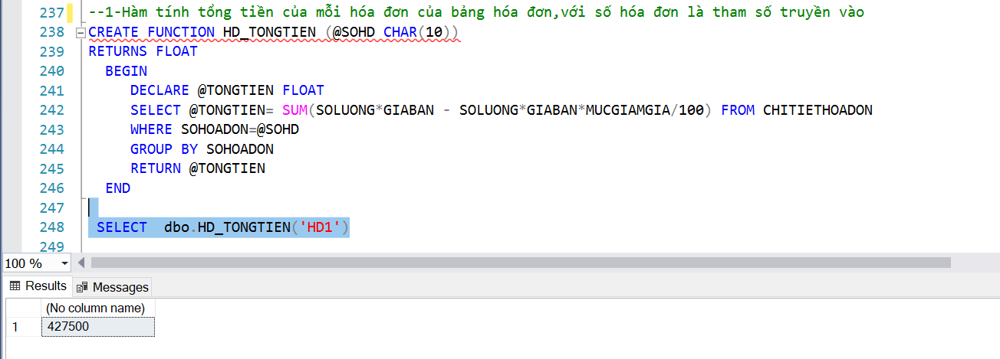 237 --1-Hàm tính tổng tiền của mỗi hóa đơn của bảng hóa đơn,với số hóa đơn là tham số truyền vào
238 CREATE FUNCTION HD_TONGTIEN (@SOHD CHAR(10))
239 RETURNS FLOAT
240 BEGIN
241 DECLARE @TONGTIEN FLOAT
242 SELECT @TONGTIEN= SUM(SOLUONG*GIABAN - SOLUONG*GIABAN*MUCGIAMGIA/100) FROM CHITIETHOADON
243 WHERE SOHOADON=@SOHD
244 GROUP BY SOHOADON
245 RETURN @TONGTIEN
246 END
247
248 SELECT dbo.HD_TONGTIEN('HD1')
249
100 %
Results Messages
(No column name)
1 427500